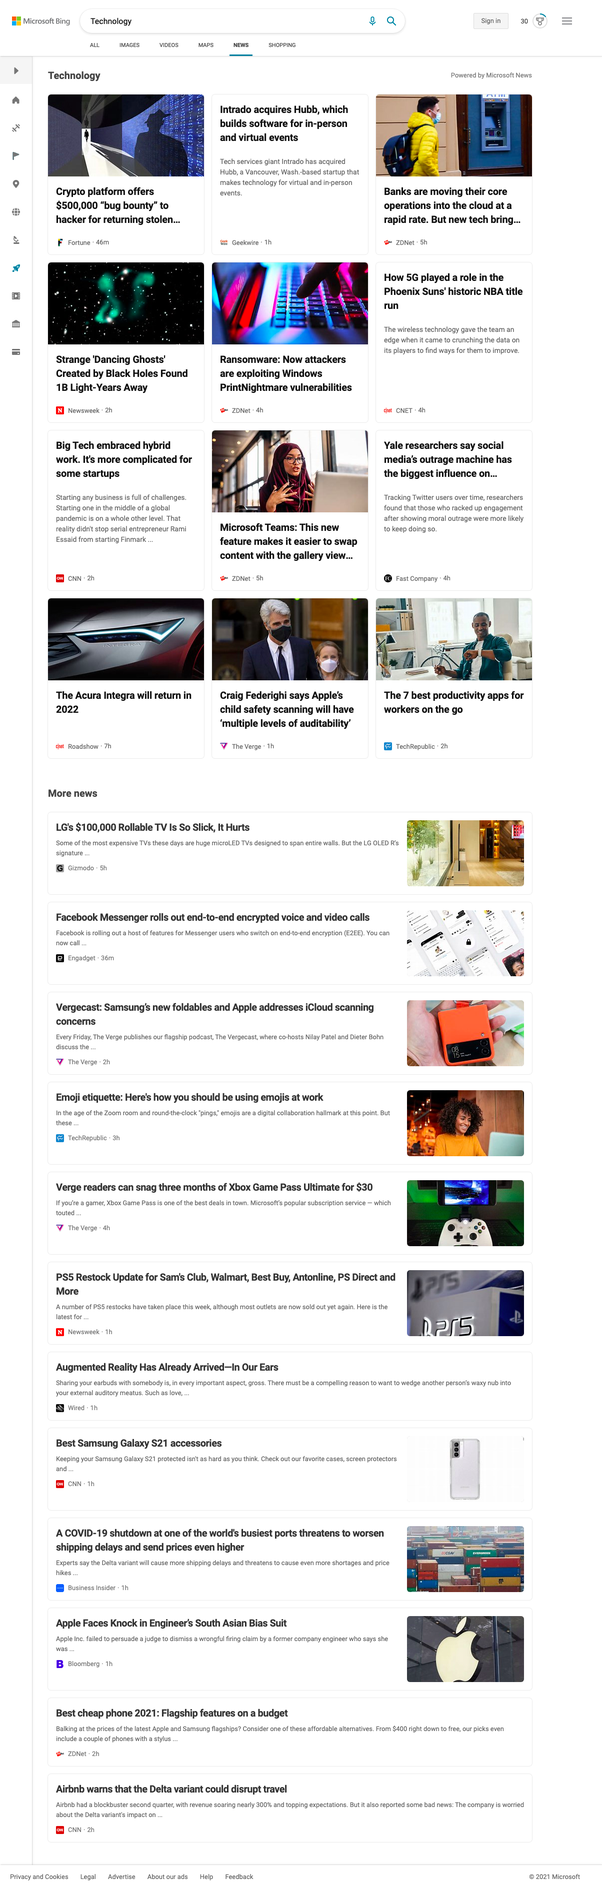 Microsoft Bing
Technology
Sign in
30
ALL
IMAGES
VIDEOS
MAPS
NEWS
SHOPPING
Technology
Powered by Microsoft News
Crypto platform offers
$500,000 “bug bounty” to
hacker for returning stolen...
Fortune · 46m
Intrado acquires Hubb, which
builds software for in-person
and virtual events
Tech services giant Intrado has acquired
Hubb, a Vancouver, Wash.-based startup that
makes technology for virtual and in-person
events.
Geekwire · 1h
ATM
Banks are moving their core
operations into the cloud at a
rapid rate. But new tech bring...
ZDNet · 5h
Strange 'Dancing Ghosts'
Created by Black Holes Found
1B Light-Years Away
Newsweek · 2h
Ransomware: Now attackers
are exploiting Windows
PrintNightmare vulnerabilities
ZDNet · 4h
How 5G played a role in the
Phoenix Suns' historic NBA title
run
The wireless technology gave the team an
edge when it came to crunching the data on
its players to find ways for them to improve.
CNET · 4h
Big Tech embraced hybrid
work. It's more complicated for
some startups
Starting any business is full of challenges.
Starting one in the middle of a global
pandemic is on a whole other level. That
reality didn't stop serial entrepreneur Rami
Essaid from starting Finmark ...
CNN · 2h
Microsoft Teams: This new
feature makes it easier to swap
content with the gallery view...
ZDNet · 5h
Yale researchers say social
media’s outrage machine has
the biggest influence on...
Tracking Twitter users over time, researchers
found that those who racked up engagement
after showing moral outrage were more likely
to keep doing so.
Fast Company · 4h
The Acura Integra will return in
2022
Roadshow · 7h
Craig Federighi says Apple’s
child safety scanning will have
‘multiple levels of auditability’
The Verge · 1h
The 7 best productivity apps for
workers on the go
TechRepublic · 2h
More news
LG's $100,000 Rollable TV Is So Slick, It Hurts
Some of the most expensive TVs these days are huge microLED TVs designed to span entire walls. But the LG OLED R's
signature ...
Gizmodo · 5h
Facebook Messenger rolls out end-to-end encrypted voice and video calls
Facebook is rolling out a host of features for Messenger users who switch on end-to-end encryption (E2EE). You can
now call ...
Engadget · 36m
Vergecast: Samsung’s new foldables and Apple addresses iCloud scanning
concerns
Every Friday, The Verge publishes our flagship podcast, The Vergecast, where co-hosts Nilay Patel and Dieter Bohn
discuss the ...
The Verge · 2h
Emoji etiquette: Here's how you should be using emojis at work
In the age of the Zoom room and round-the-clock "pings," emojis are a digital collaboration hallmark at this point. But
these ...
TechRepublic · 3h
Verge readers can snag three months of Xbox Game Pass Ultimate for $30
If you’re a gamer, Xbox Game Pass is one of the best deals in town. Microsoft’s popular subscription service — which
touted ...
The Verge · 4h
PS5 Restock Update for Sam's Club, Walmart, Best Buy, Antonline, PS Direct and
More
A number of PS5 restocks have taken place this week, although most outlets are now sold out yet again. Here is the
latest for ...
Newsweek · 1h
PS5
Augmented Reality Has Already Arrived—In Our Ears
Sharing your earbuds with somebody is, in every important aspect, gross. There must be a compelling reason to want to wedge another person’s waxy nub into
your external auditory meatus. Such as love, ...
Wired · 1h
Best Samsung Galaxy S21 accessories
Keeping your Samsung Galaxy S21 protected isn't as hard as you think. Check out our favorite cases, screen protectors
and ...
CNN · 1h
A COVID-19 shutdown at one of the world's busiest ports threatens to worsen
shipping delays and send prices even higher
Experts say the Delta variant will cause more shipping delays and threatens to cause even more shortages and price
hikes ...
Business Insider · 1h
Apple Faces Knock in Engineer’s South Asian Bias Suit
Apple Inc. failed to persuade a judge to dismiss a wrongful firing claim by a former company engineer who says she
was ...
Bloomberg · 1h
Best cheap phone 2021: Flagship features on a budget
Balking at the prices of the latest Apple and Samsung flagships? Consider one of these affordable alternatives. From $400 right down to free, our picks even
include a couple of phones with a stylus ...
ZDNet · 2h
Airbnb warns that the Delta variant could disrupt travel
Airbnb had a blockbuster second quarter, with revenue soaring nearly 300% and topping expectations. But it also reported some bad news: The company is worried
about the Delta variant's impact on ...
CNN · 2h
Privacy and Cookies
Legal
Advertise
About our ads
Help
Feedback
© 2021 Microsoft